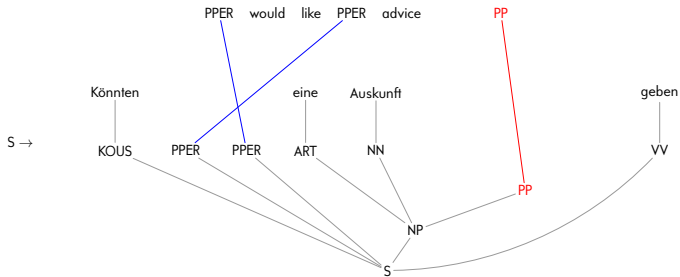 PPER would like PPER advice PP
Könnten eine Auskunft geben
S → KOUS PPER PPER ART NN VV
PP
NP
S